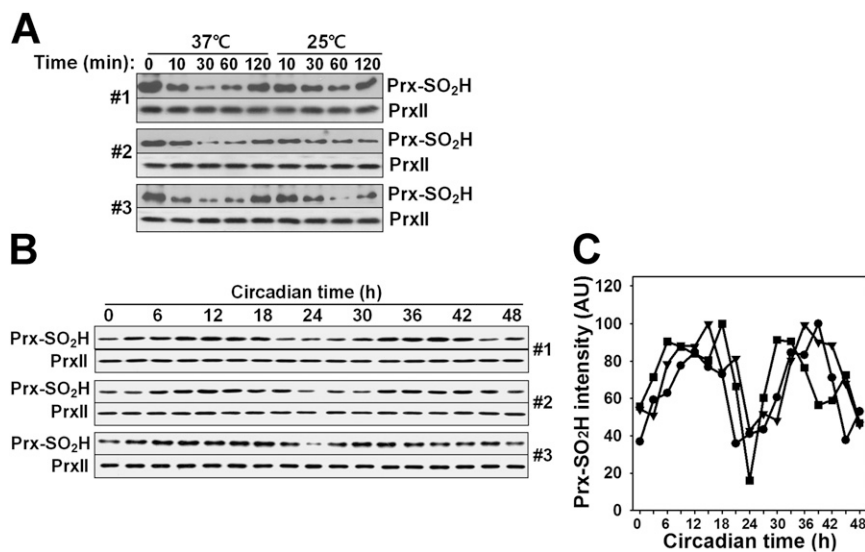 A
37℃ 25℃
Time (min): 0 10 30 60 120 10 30 60 120
#1
Prx-SO₂H
PrxII
#2
Prx-SO₂H
PrxII
#3
Prx-SO₂H
PrxII
B
Circadian time (h)
0 6 12 18 24 30 36 42 48
Prx-SO₂H
PrxII
#1
Prx-SO₂H
PrxII
#2
Prx-SO₂H
PrxII
#3
C
Prx-SO₂H intensity (AU)
120
100
80
60
40
20
0
0 6 12 18 24 30 36 42 48
Circadian time (h)